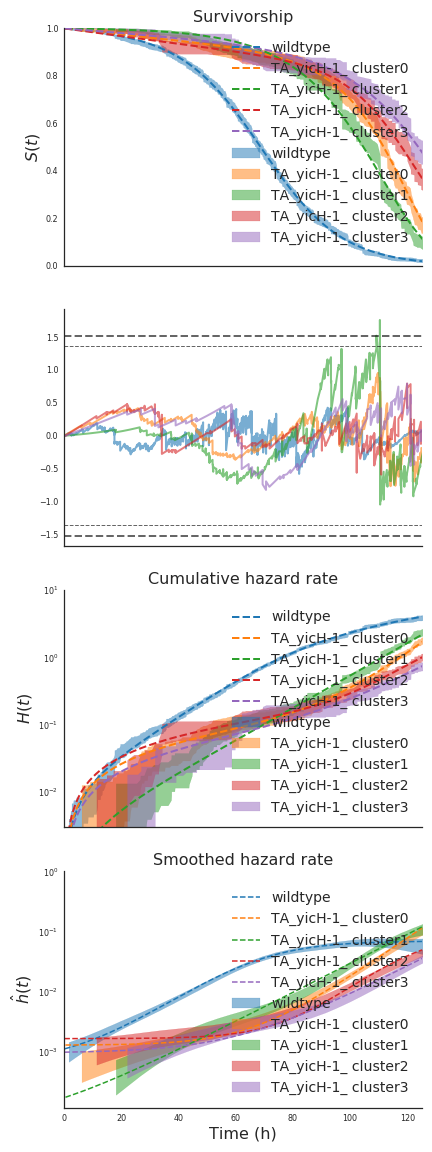 Survivorship
1.0
0.8
0.6
0.4
0.2
0.0
S(t)
wildtype
TA_yicH-1_ cluster0
TA_yicH-1_ cluster1
TA_yicH-1_ cluster2
TA_yicH-1_ cluster3
wildtype
TA_yicH-1_ cluster0
TA_yicH-1_ cluster1
TA_yicH-1_ cluster2
TA_yicH-1_ cluster3
1.5
1.0
0.5
0.0
−0.5
−1.0
−1.5
Cumulative hazard rate
10¹
10⁰
10⁻¹
10⁻²
H(t)
wildtype
TA_yicH-1_ cluster0
TA_yicH-1_ cluster1
TA_yicH-1_ cluster2
TA_yicH-1_ cluster3
wildtype
TA_yicH-1_ cluster0
TA_yicH-1_ cluster1
TA_yicH-1_ cluster2
TA_yicH-1_ cluster3
Smoothed hazard rate
10⁰
10⁻¹
10⁻²
10⁻³
ĥ(t)
wildtype
TA_yicH-1_ cluster0
TA_yicH-1_ cluster1
TA_yicH-1_ cluster2
TA_yicH-1_ cluster3
wildtype
TA_yicH-1_ cluster0
TA_yicH-1_ cluster1
TA_yicH-1_ cluster2
TA_yicH-1_ cluster3
0 20 40 60 80 100 120
Time (h)